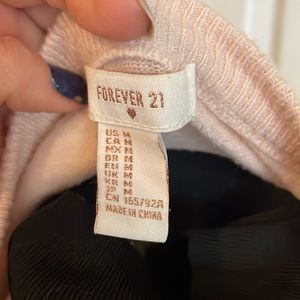 FOREVER 21
US M
CA M
MX M
BR M
EU M
UK M
KR M
JP M
CN 165/92A
MADE IN CHINA